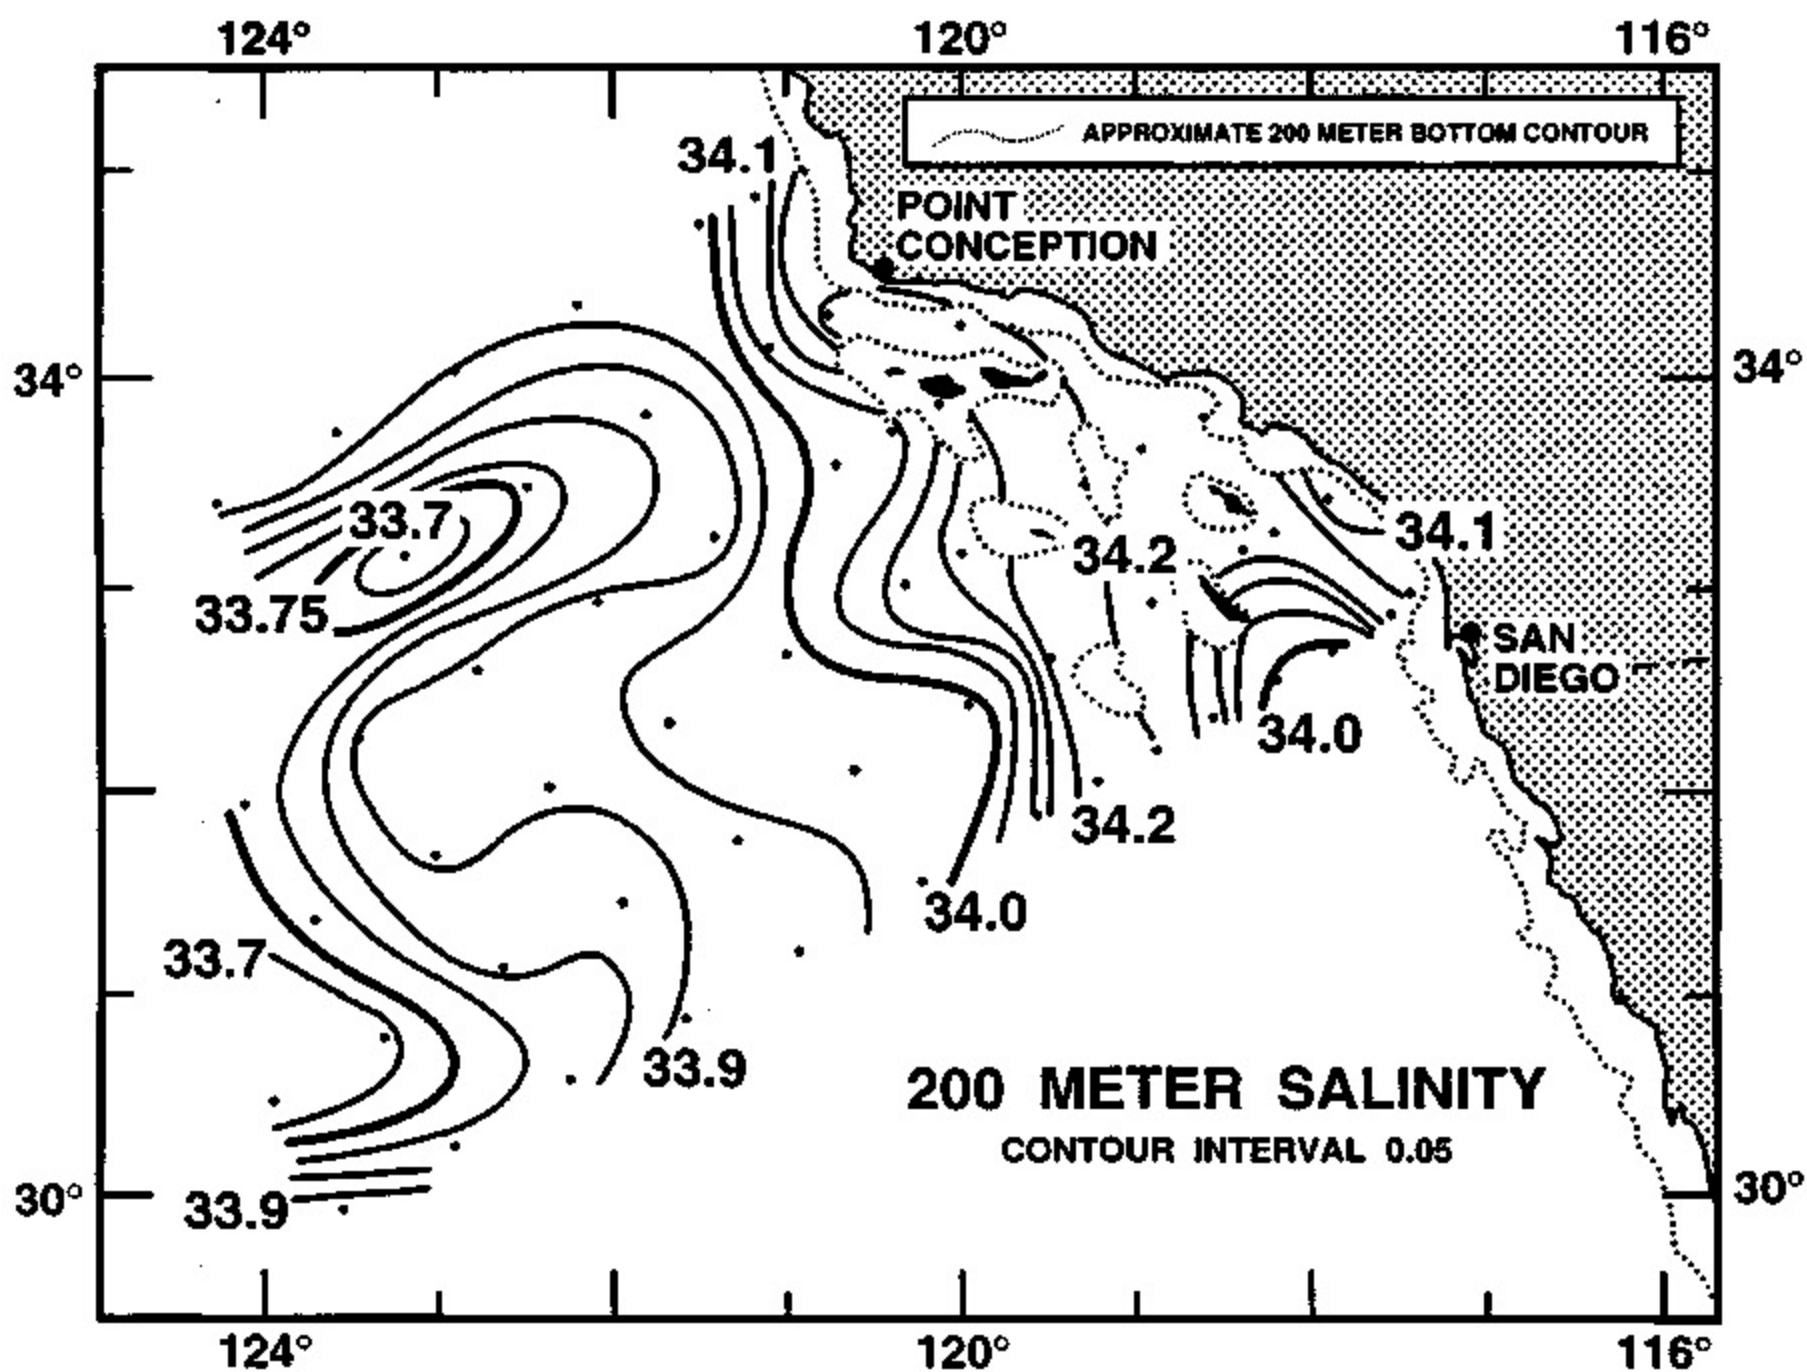 124° 120° 116°
APPROXIMATE 200 METER BOTTOM CONTOUR
34.1
POINT
CONCEPTION
34° 34°
33.7
34.1
34.2
33.75
SAN
DIEGO
34.0
34.2
34.0
33.7
33.9
200 METER SALINITY
CONTOUR INTERVAL 0.05
30° 30°
33.9
124° 120° 116°